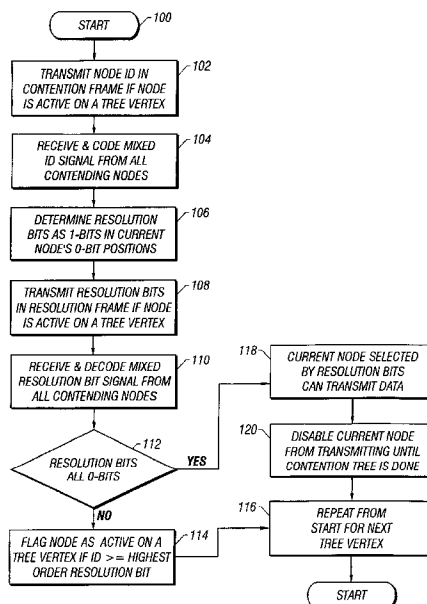 START
100
TRANSMIT NODE ID IN
CONTENTION FRAME IF NODE
IS ACTIVE ON A TREE VERTEX
102
RECEIVE & CODE MIXED
ID SIGNAL FROM ALL
CONTENDING NODES
104
DETERMINE RESOLUTION
BITS AS 1-BITS IN CURRENT
NODE'S 0-BIT POSITIONS
106
TRANSMIT RESOLUTION BITS
IN RESOLUTION FRAME IF NODE
IS ACTIVE ON A TREE VERTEX
108
RECEIVE & DECODE MIXED
RESOLUTION BIT SIGNAL FROM
ALL CONTENDING NODES
110
RESOLUTION BITS
ALL 0-BITS
112
YES
NO
FLAG NODE AS ACTIVE ON A
TREE VERTEX IF ID >= HIGHEST
ORDER RESOLUTION BIT
114
118
CURRENT NODE SELECTED
BY RESOLUTION BITS
CAN TRANSMIT DATA
120
DISABLE CURRENT NODE
FROM TRANSMITTING UNTIL
CONTENTION TREE IS DONE
116
REPEAT FROM
START FOR NEXT
TREE VERTEX
START